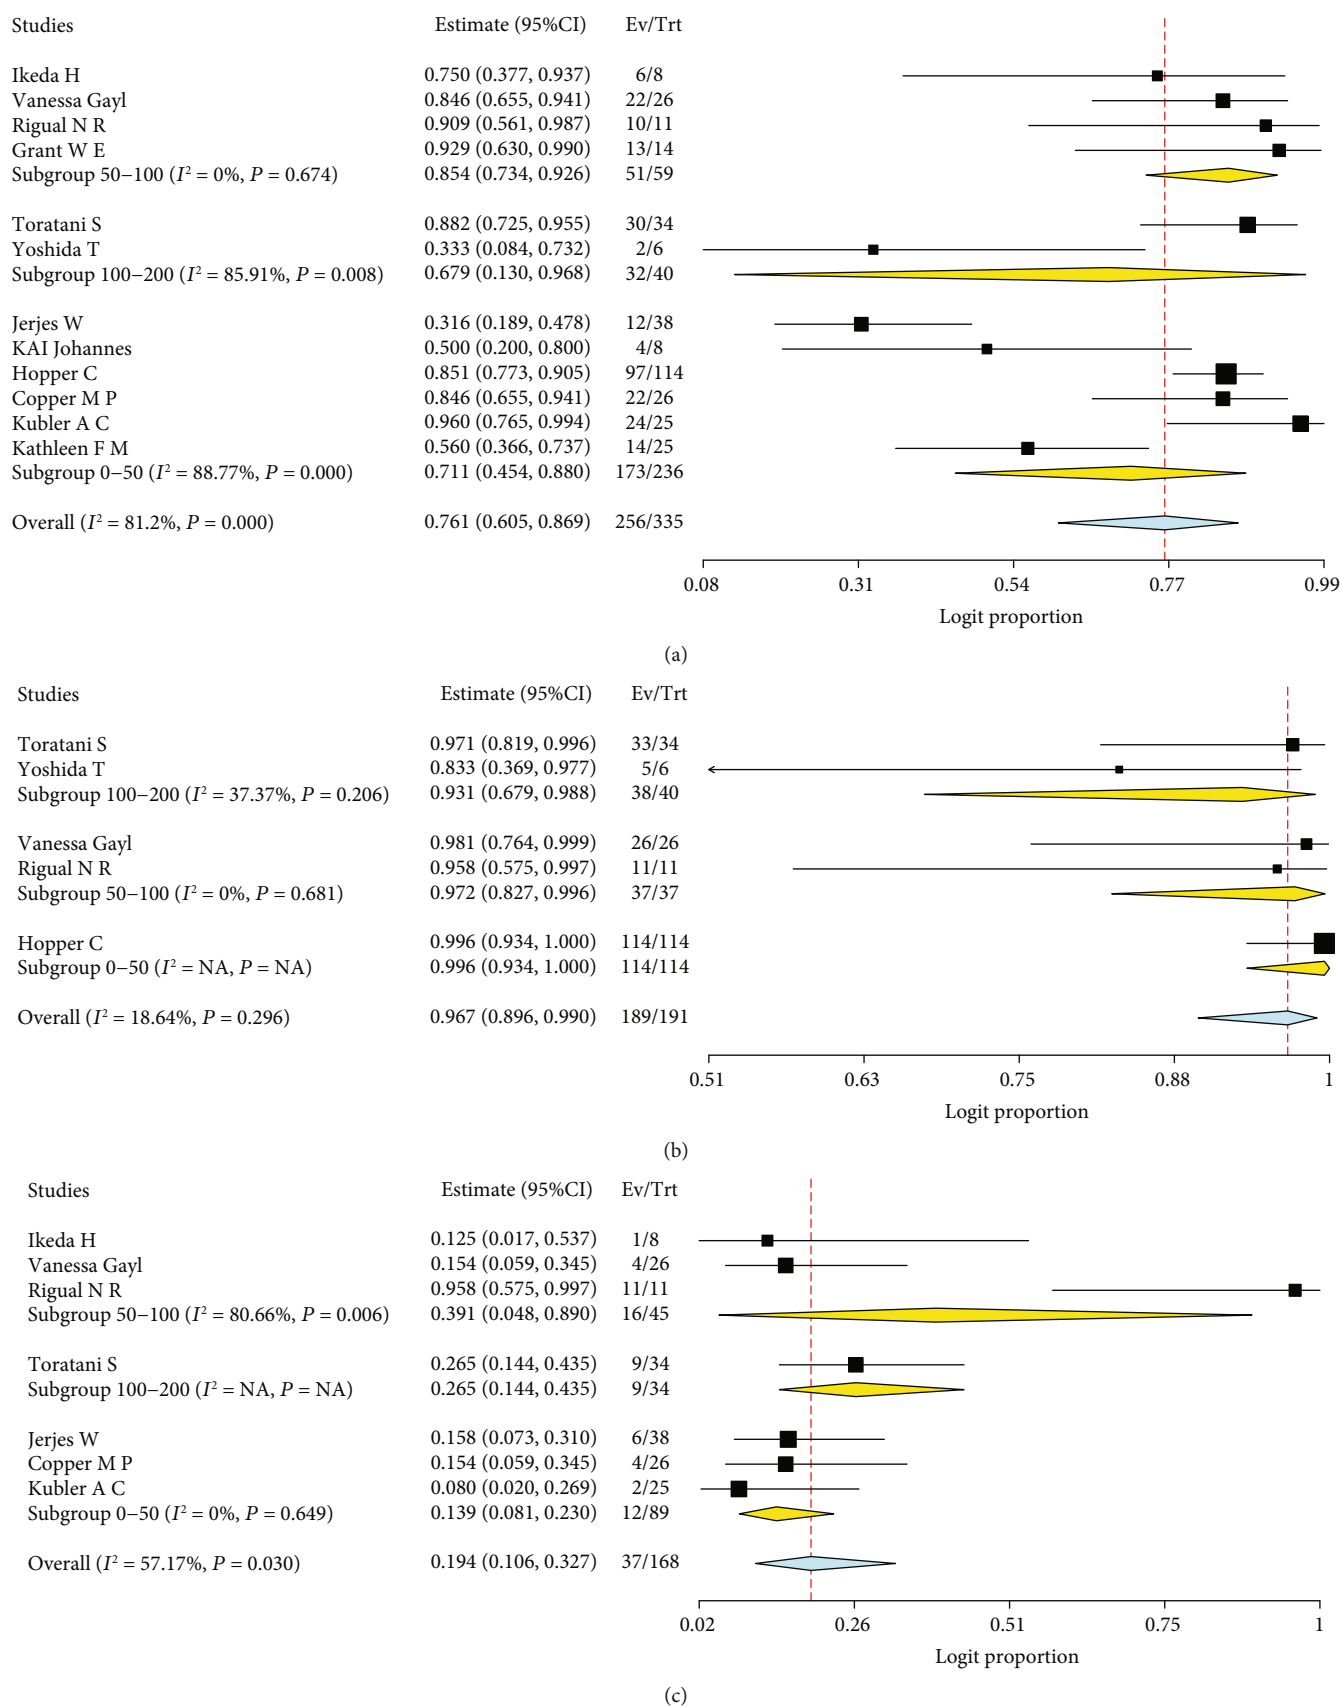 Studies Estimate (95%CI) Ev/Trt
Ikeda H 0.750 (0.377, 0.937) 6/8
Vanessa Gayl 0.846 (0.655, 0.941) 22/26
Rigual N R 0.909 (0.561, 0.987) 10/11
Grant W E 0.929 (0.630, 0.990) 13/14
Subgroup 50−100 (I² = 0%, P = 0.674) 0.854 (0.734, 0.926) 51/59
Toratani S 0.882 (0.725, 0.955) 30/34
Yoshida T 0.333 (0.084, 0.732) 2/6
Subgroup 100−200 (I² = 85.91%, P = 0.008) 0.679 (0.130, 0.968) 32/40
Jerjes W 0.316 (0.189, 0.478) 12/38
KAI Johannes 0.500 (0.200, 0.800) 4/8
Hopper C 0.851 (0.773, 0.905) 97/114
Copper M P 0.846 (0.655, 0.941) 22/26
Kubler A C 0.960 (0.765, 0.994) 24/25
Kathleen F M 0.560 (0.366, 0.737) 14/25
Subgroup 0−50 (I² = 88.77%, P = 0.000) 0.711 (0.454, 0.880) 173/236
Overall (I² = 81.2%, P = 0.000) 0.761 (0.605, 0.869) 256/335
0.08 0.31 0.54 0.77 0.99
Logit proportion
(a)
Studies Estimate (95%CI) Ev/Trt
Toratani S 0.971 (0.819, 0.996) 33/34
Yoshida T 0.833 (0.369, 0.977) 5/6
Subgroup 100−200 (I² = 37.37%, P = 0.206) 0.931 (0.679, 0.988) 38/40
Vanessa Gayl 0.981 (0.764, 0.999) 26/26
Rigual N R 0.958 (0.575, 0.997) 11/11
Subgroup 50−100 (I² = 0%, P = 0.681) 0.972 (0.827, 0.996) 37/37
Hopper C 0.996 (0.934, 1.000) 114/114
Subgroup 0−50 (I² = NA, P = NA) 0.996 (0.934, 1.000) 114/114
Overall (I² = 18.64%, P = 0.296) 0.967 (0.896, 0.990) 189/191
0.51 0.63 0.75 0.88 1
Logit proportion
(b)
Studies Estimate (95%CI) Ev/Trt
Ikeda H 0.125 (0.017, 0.537) 1/8
Vanessa Gayl 0.154 (0.059, 0.345) 4/26
Rigual N R 0.958 (0.575, 0.997) 11/11
Subgroup 50−100 (I² = 80.66%, P = 0.006) 0.391 (0.048, 0.890) 16/45
Toratani S 0.265 (0.144, 0.435) 9/34
Subgroup 100−200 (I² = NA, P = NA) 0.265 (0.144, 0.435) 9/34
Jerjes W 0.158 (0.073, 0.310) 6/38
Copper M P 0.154 (0.059, 0.345) 4/26
Kubler A C 0.080 (0.020, 0.269) 2/25
Subgroup 0−50 (I² = 0%, P = 0.649) 0.139 (0.081, 0.230) 12/89
Overall (I² = 57.17%, P = 0.030) 0.194 (0.106, 0.327) 37/168
0.02 0.26 0.51 0.75 1
Logit proportion
(c)